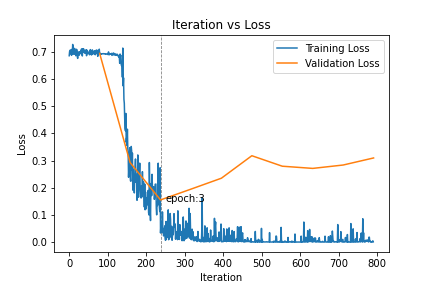 Iteration vs Loss
Training Loss
Validation Loss
Loss
0.7
0.6
0.5
0.4
0.3
0.2
0.1
0.0
epoch:3
0
100
200
300
400
500
600
700
800
Iteration